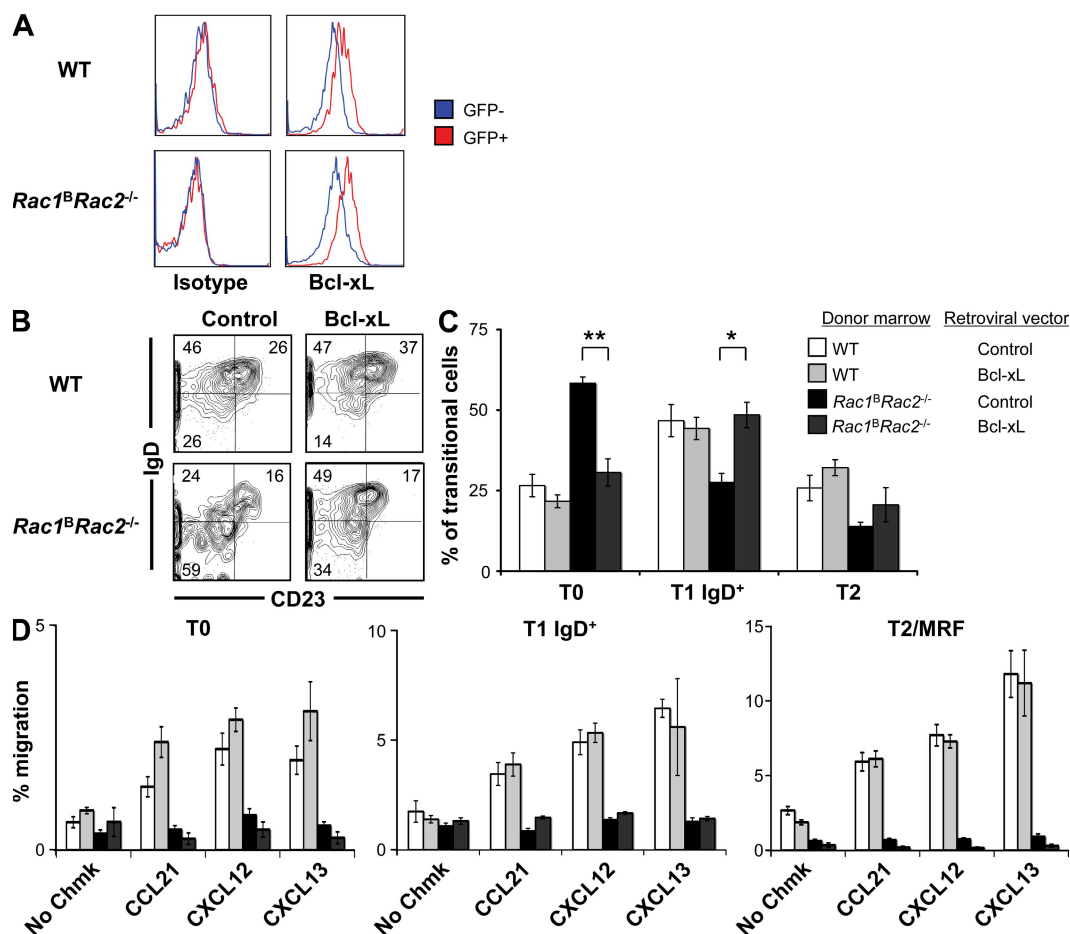 A
WT
Rac1ᴮRac2⁻/⁻
Isotype
Bcl-xL
GFP-
GFP+
B
Control
Bcl-xL
WT
46
26
26
47
37
14
Rac1ᴮRac2⁻/⁻
24
16
59
49
17
34
IgD
CD23
C
% of transitional cells
75
50
25
0
**
*
T0
T1 IgD⁺
T2
Donor marrow Retroviral vector
WT Control
WT Bcl-xL
Rac1ᴮRac2⁻/⁻ Control
Rac1ᴮRac2⁻/⁻ Bcl-xL
D
% migration
T0
5
0
No Chmk
CCL21
CXCL12
CXCL13
T1 IgD⁺
10
5
0
No Chmk
CCL21
CXCL12
CXCL13
T2/MRF
15
10
5
0
No Chmk
CCL21
CXCL12
CXCL13